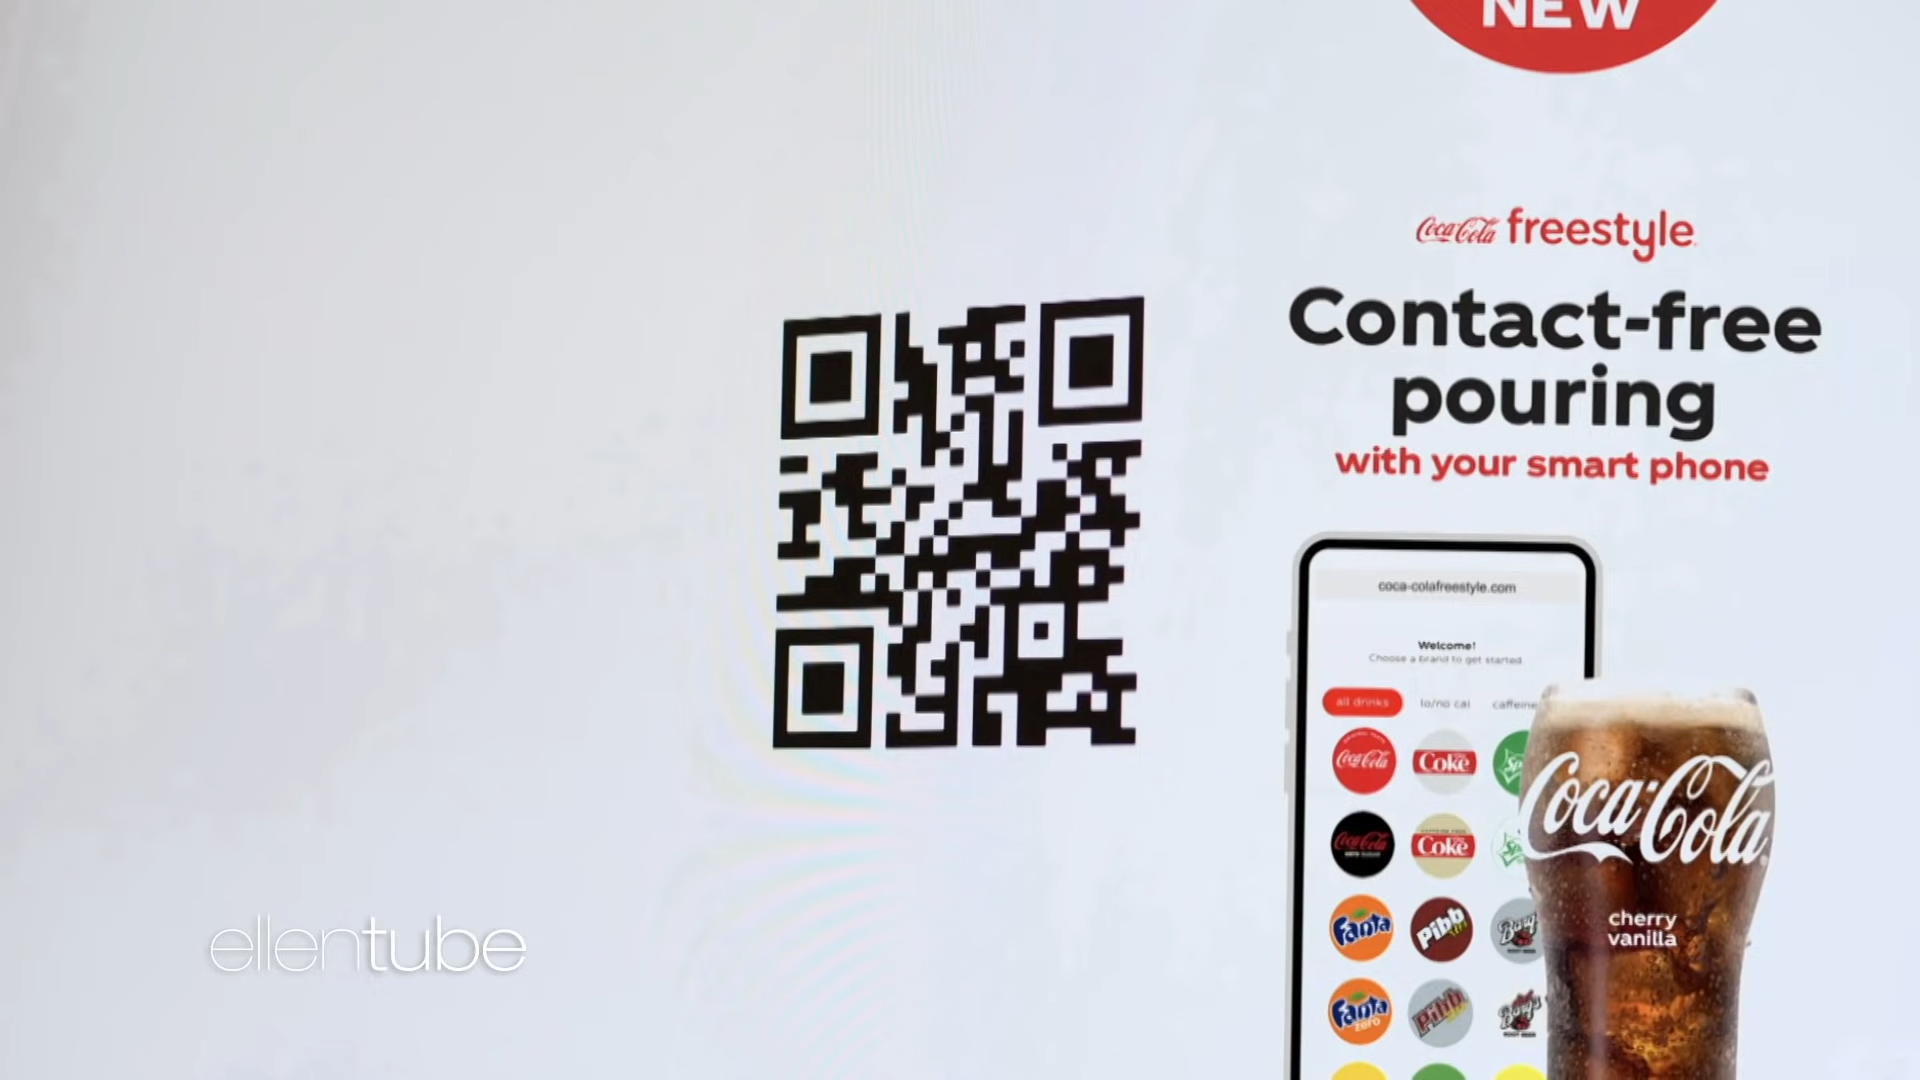 NEW
Coca-Cola freestyle
Contact-free
pouring
with your smart phone
coca-colafreestyle.com
Welcome!
Choose a brand to get started
all drinks lo/no cal caffeine
Coca-Cola Coke
Coca-Cola Coke
Fanta Pibb Barq's
Fanta zero Pibb Barq's
Coca-Cola
cherry
vanilla
ellentube